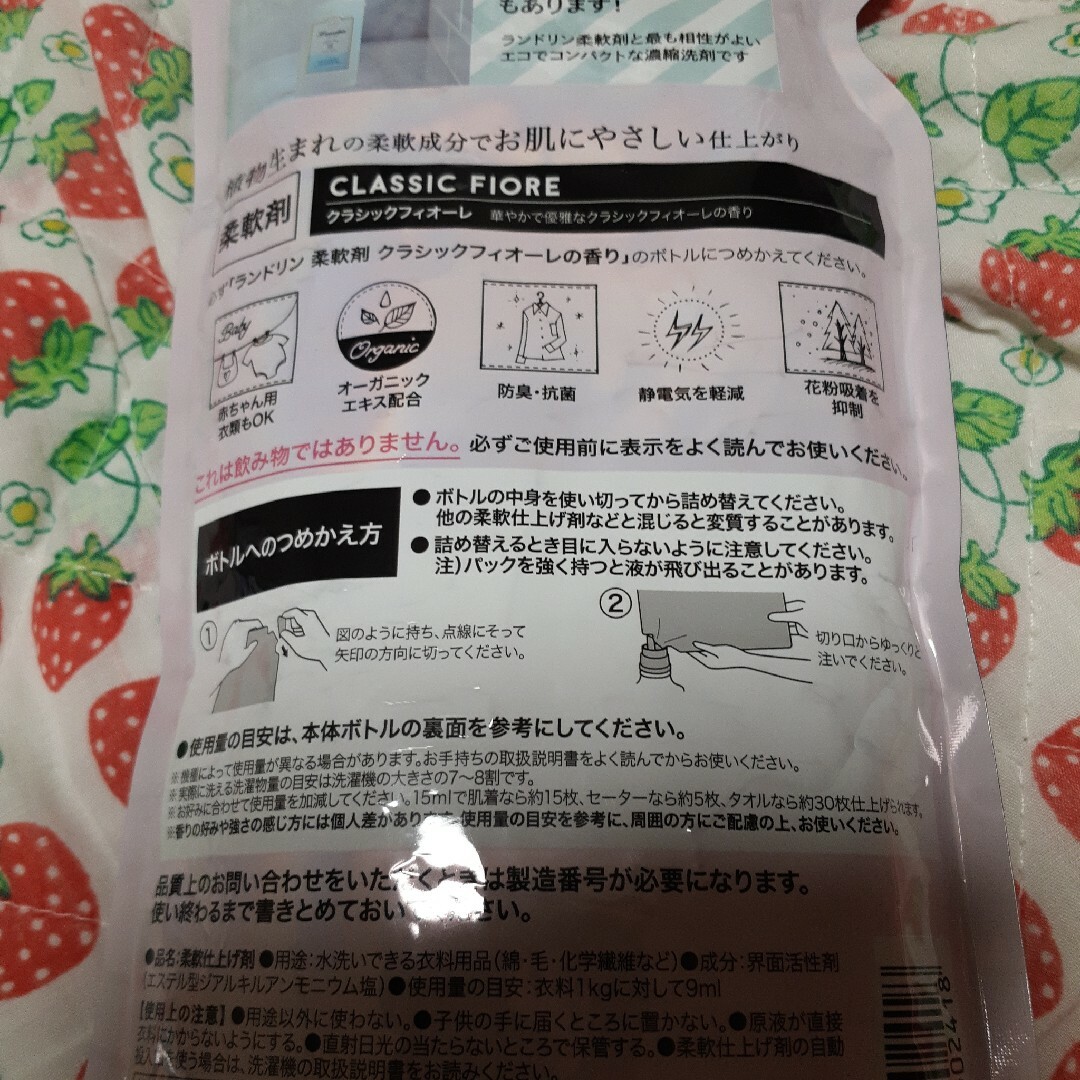 もあります！
ランドリン柔軟剤と最も相性がよい
エコでコンパクトな濃縮洗剤です
植物生まれの柔軟成分でお肌にやさしい仕上がり
柔軟剤
CLASSIC FIORE
クラシックフィオーレ 華やかで優雅なクラシックフィオーレの香り
必ず「ランドリン 柔軟剤 クラシックフィオーレの香り」のボトルにつめかえてください。
Baby
赤ちゃん用
衣類もOK
Organic
オーガニック
エキス配合
防臭・抗菌
静電気を軽減
花粉吸着を
抑制
これは飲み物ではありません。必ずご使用前に表示をよく読んでお使いください。
ボトルへのつめかえ方
●ボトルの中身を使い切ってから詰め替えてください。
他の柔軟仕上げ剤などと混じると変質することがあります。
●詰め替えるとき目に入らないように注意してください。
注）パックを強く持つと液が飛び出ることがあります。
①
図のように持ち、点線にそって
矢印の方向に切ってください。
②
切り口からゆっくりと
注いでください。
●使用量の目安は、本体ボトルの裏面を参考にしてください。
※機種によって使用量が異なる場合があります。お手持ちの取扱説明書をよく読んでからお使いください。
※実際に洗える洗濯物量の目安は洗濯機の大きさの7〜8割です。
※お好みに合わせて使用量を加減してください。15mlで肌着なら約15枚、セーターなら約5枚、タオルなら約30枚仕上げられます。
※香りの好みや強さの感じ方には個人差があります。使用量の目安を参考に、周囲の方にご配慮の上、お使いください。
品質上のお問い合わせをいただくときは製造番号が必要になります。
使い終わるまで書きとめておいてください。
●品名：柔軟仕上げ剤 ●用途：水洗いできる衣料用品（綿・毛・化学繊維など）●成分：界面活性剤
（エステル型ジアルキルアンモニウム塩）●使用量の目安：衣料1kgに対して9ml
【使用上の注意】●用途以外に使わない。●子供の手に届くところに置かない。●原液が直接
衣料にかからないようにする。●直射日光の当たらないところで保管する。●柔軟仕上げ剤の自動
投入口を使う場合は、洗濯機の取扱説明書をお読みください。
002418